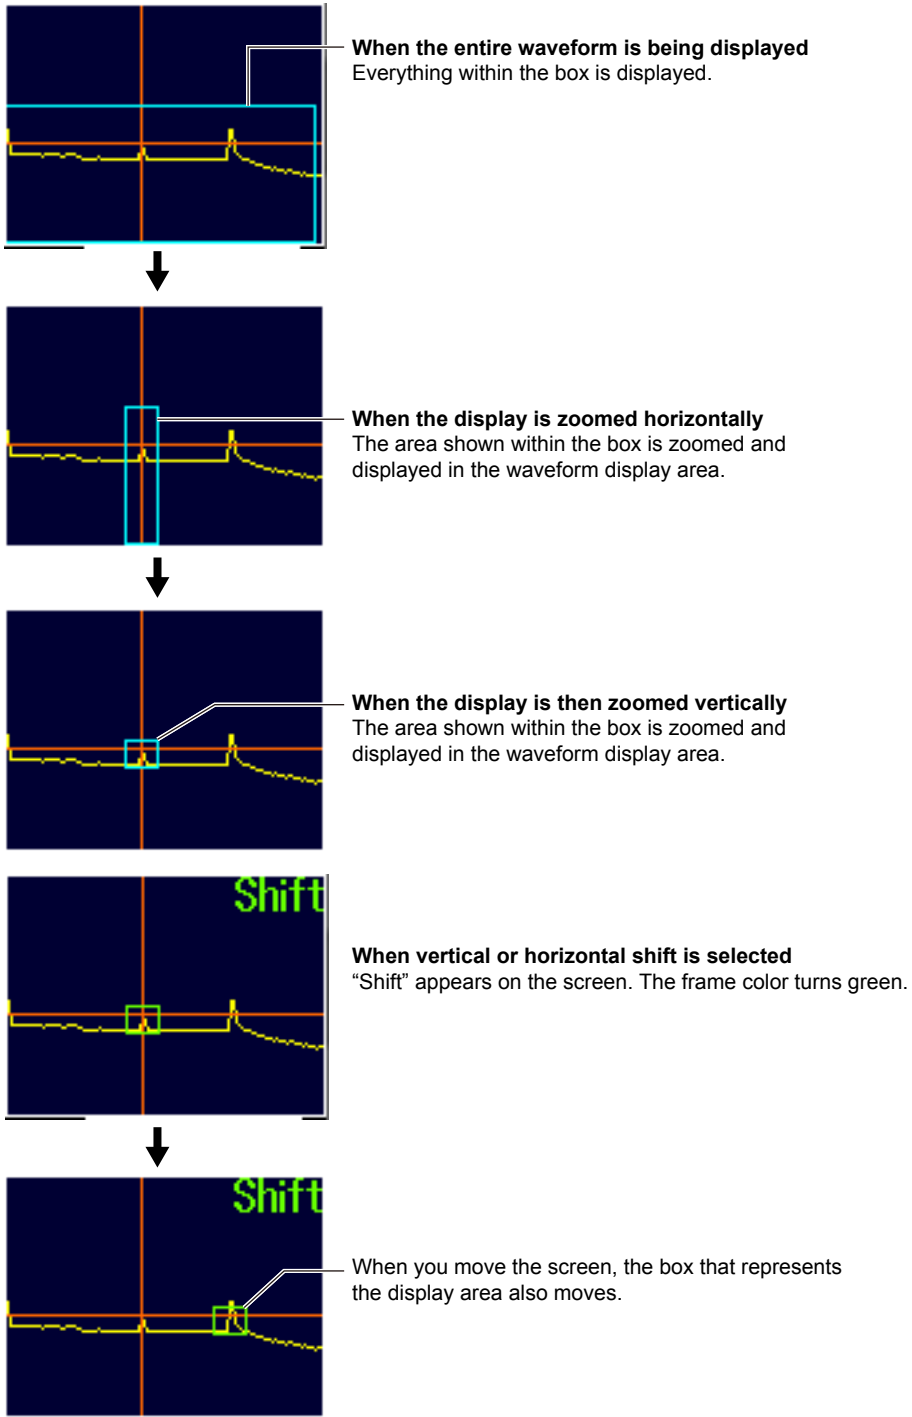 When the entire waveform is being displayed
Everything within the box is displayed.
When the display is zoomed horizontally
The area shown within the box is zoomed and
displayed in the waveform display area.
When the display is then zoomed vertically
The area shown within the box is zoomed and
displayed in the waveform display area.
Shift
When vertical or horizontal shift is selected
“Shift” appears on the screen. The frame color turns green.
Shift
When you move the screen, the box that represents
the display area also moves.